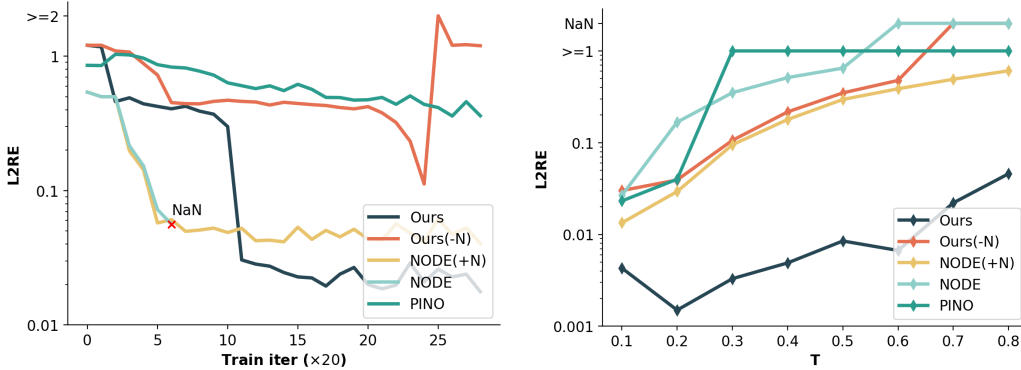 >=2
1
0.1
0.01
L2RE
NaN
Ours
Ours(-N)
NODE(+N)
NODE
PINO
0 5 10 15 20 25
Train iter (×20)
NaN
>=1
0.1
0.01
0.001
L2RE
Ours
Ours(-N)
NODE(+N)
NODE
PINO
0.1 0.2 0.3 0.4 0.5 0.6 0.7 0.8
T